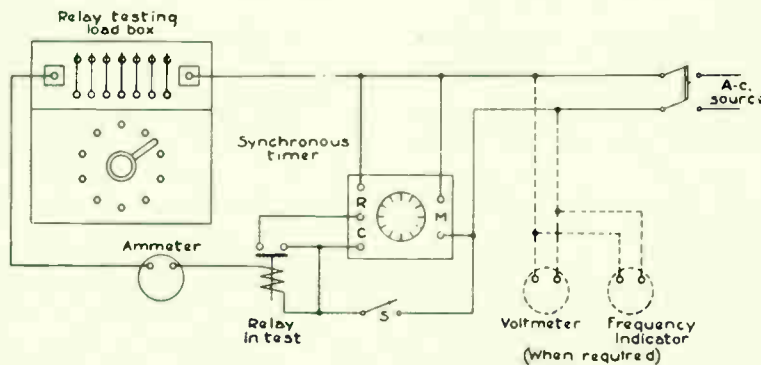 Relay testing
load box
A-c.
source
Synchronous
timer
R
C
M
Ammeter
Relay
in test
S
Voltmeter
Frequency
Indicator
(When required)